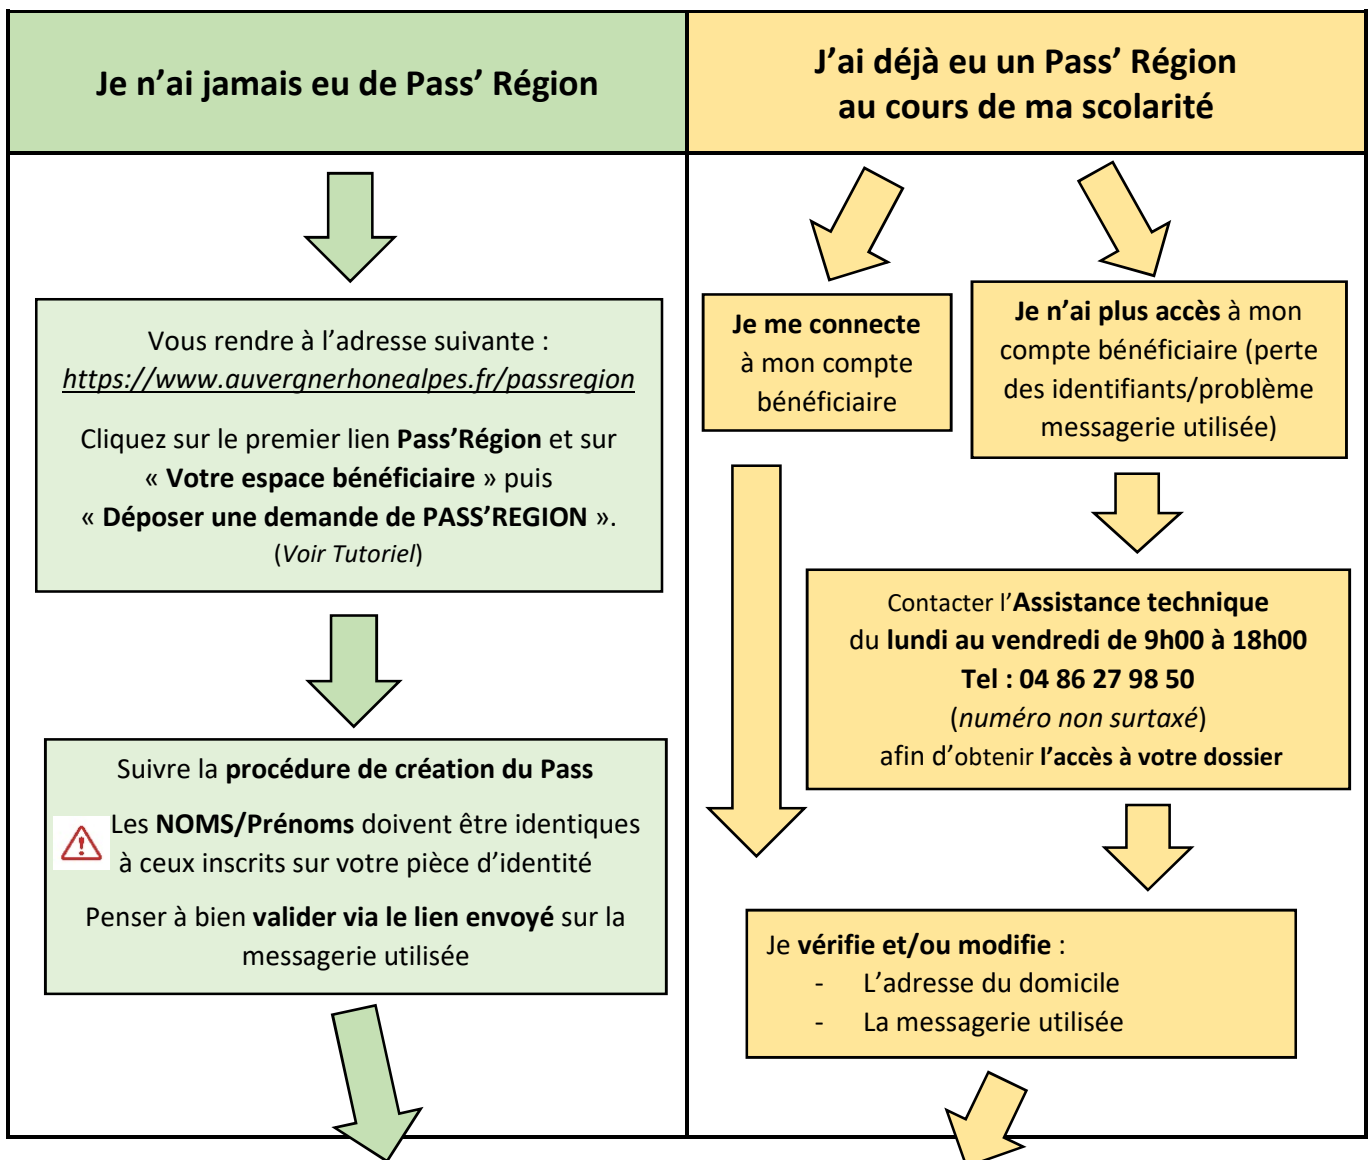 Je n’ai jamais eu de Pass’ Région
Vous rendre à l’adresse suivante :
https://www.auvergnerhonealpes.fr/passregion
Cliquez sur le premier lien Pass’Région et sur
« Votre espace bénéficiaire » puis
« Déposer une demande de PASS’REGION ».
(Voir Tutoriel)
Suivre la procédure de création du Pass
Les NOMS/Prénoms doivent être identiques
à ceux inscrits sur votre pièce d’identité
Penser à bien valider via le lien envoyé sur la
messagerie utilisée
J’ai déjà eu un Pass’ Région
au cours de ma scolarité
Je me connecte
à mon compte
bénéficiaire
Je n’ai plus accès à mon
compte bénéficiaire (perte
des identifiants/problème
messagerie utilisée)
Contacter l’Assistance technique
du lundi au vendredi de 9h00 à 18h00
Tel : 04 86 27 98 50
(numéro non surtaxé)
afin d’obtenir l’accès à votre dossier
Je vérifie et/ou modifie :
- L’adresse du domicile
- La messagerie utilisée